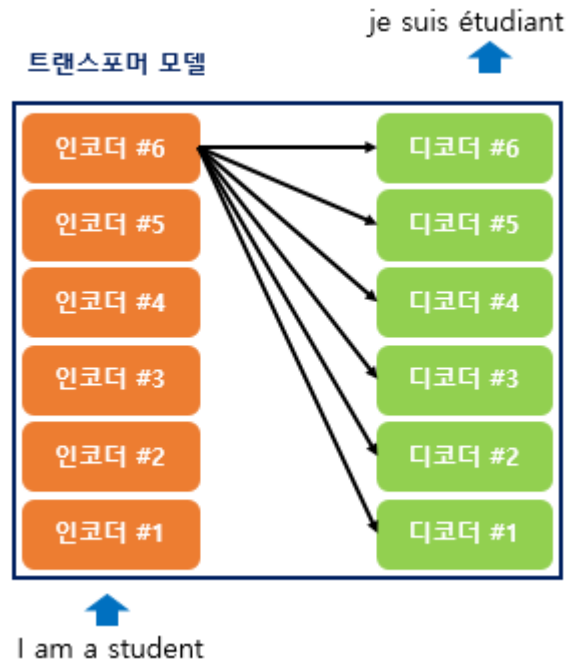 je suis étudiant
트랜스포머 모델
인코더 #6
디코더 #6
인코더 #5
디코더 #5
인코더 #4
디코더 #4
인코더 #3
디코더 #3
인코더 #2
디코더 #2
인코더 #1
디코더 #1
I am a student